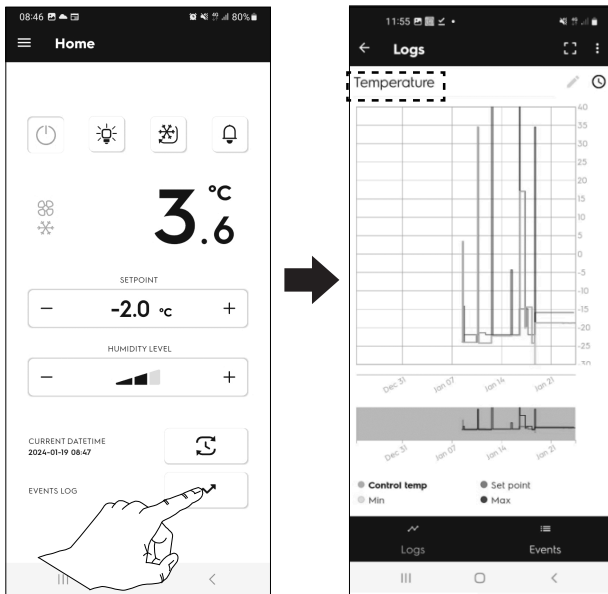 08:46
80%
Home
3.6 °C
SETPOINT
− -2.0 °C +
HUMIDITY LEVEL
− +
CURRENT DATETIME
2024-01-19 08:47
EVENTS LOG
11:55
Logs
Temperature
40
35
30
25
20
15
10
5
0
-5
-10
-15
-20
-25
-30
Dec 31 Jan 07 Jan 14 Jan 21
Dec 31 Jan 07 Jan 14 Jan 21
Control temp Set point
Min Max
Logs Events